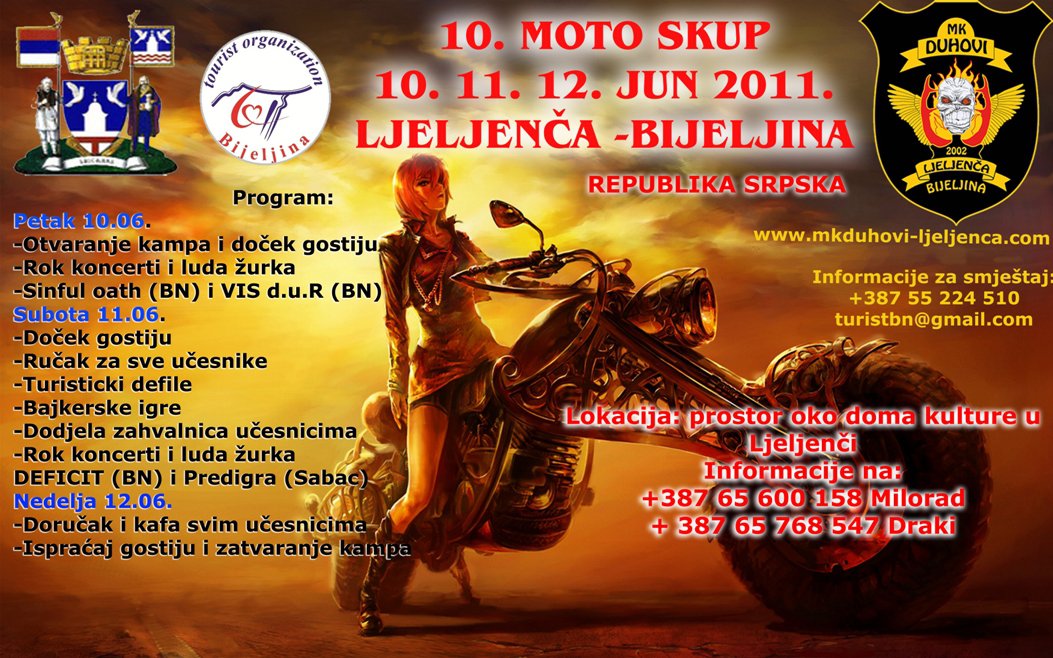 10. MOTO SKUP
10. 11. 12. JUN 2011.
LJELJENČA -BIJELJINA
REPUBLIKA SRPSKA
tourist organization
Bijeljina
MK
DUHOVI
2002
LJELJENČA
BIJELJINA
www.mkduhovi-ljeljenca.com
Informacije za smještaj:
+387 55 224 510
turistbn@gmail.com
Program:
Petak 10.06.
-Otvaranje kampa i doček gostiju
-Rok koncerti i luda žurka
-Sinful oath (BN) i VIS d.u.R (BN)
Subota 11.06.
-Doček gostiju
-Ručak za sve učesnike
-Turisticki defile
-Bajkerske igre
-Dodjela zahvalnica učesnicima
-Rok koncerti i luda žurka
DEFICIT (BN) i Predigra (Sabac)
Nedelja 12.06.
-Doručak i kafa svim učesnicima
-Ispraćaj gostiju i zatvaranje kampa
Lokacija: prostor oko doma kulture u
Ljeljenči
Informacije na:
+387 65 600 158 Milorad
+ 387 65 768 547 Draki